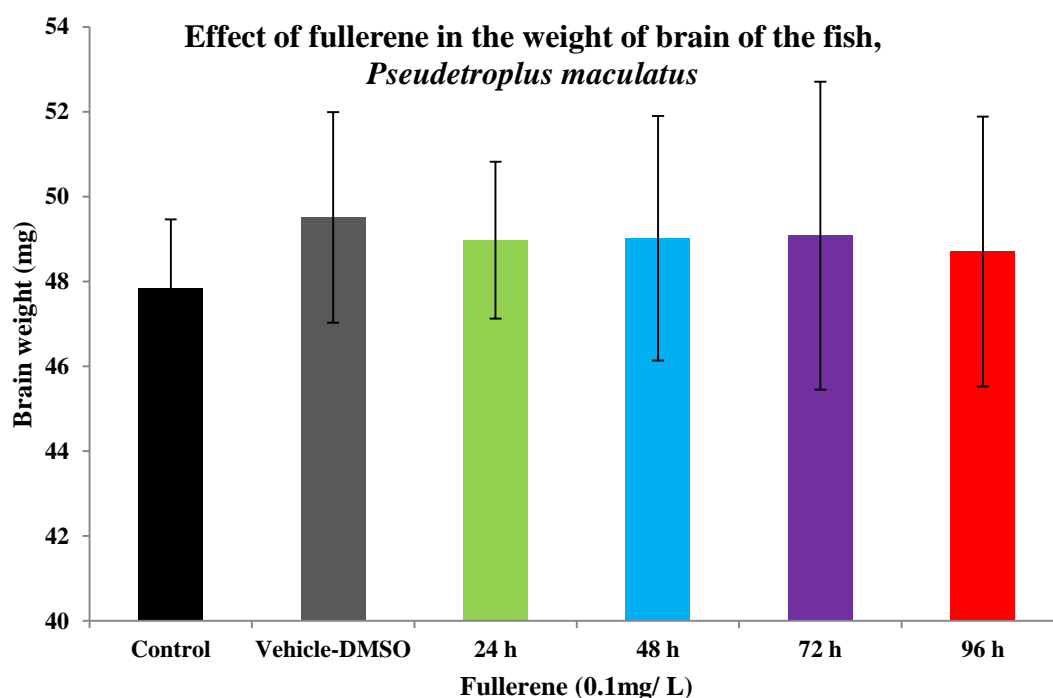 Effect of fullerene in the weight of brain of the fish,
Pseudetroplus maculatus
Brain weight (mg)
54
52
50
48
46
44
42
40
Control Vehicle-DMSO 24 h 48 h 72 h 96 h
Fullerene (0.1mg/ L)